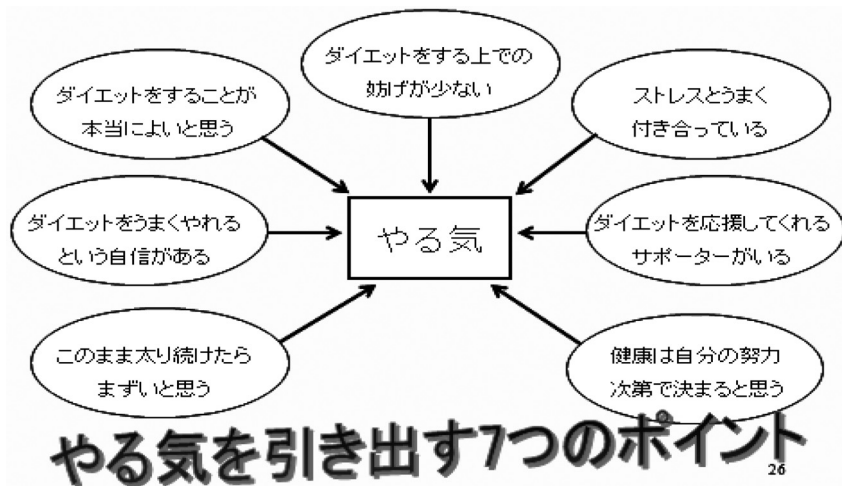 ダイエットをする上での
妨げが少ない
ダイエットをすることが
本当によいと思う
ストレスとうまく
付き合っている
ダイエットをうまくやれる
という自信がある
やる気
ダイエットを応援してくれる
サポーターがいる
このまま太り続けたら
まずいと思う
健康は自分の努力
次第で決まると思う
やる気を引き出す7つのポイント
26